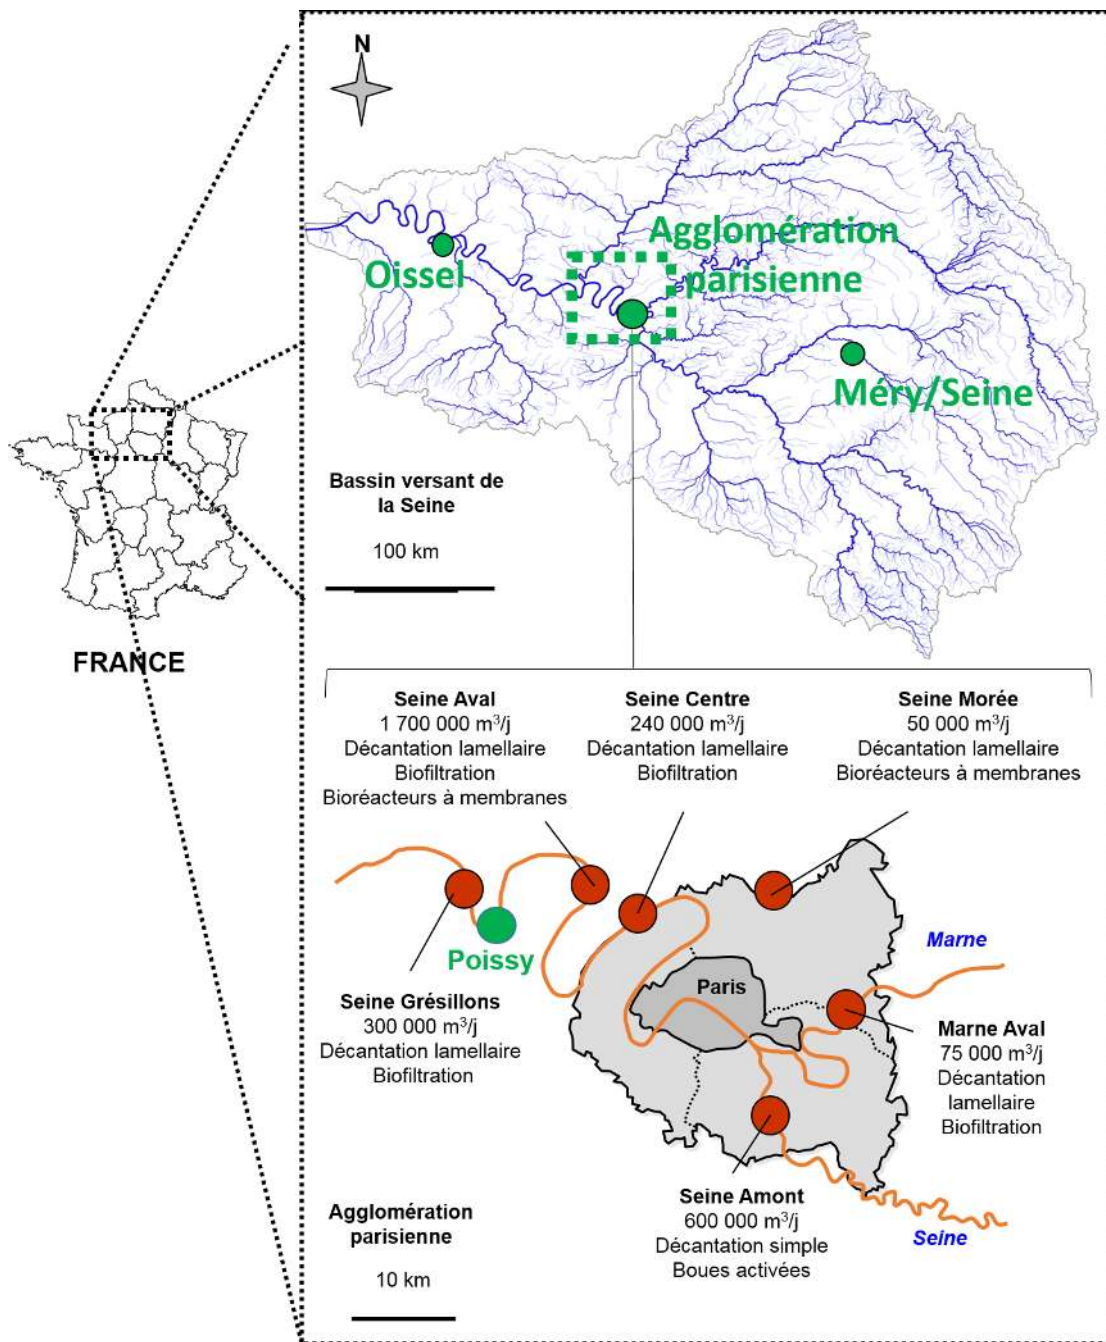 N
Agglomération
parisienne
Oissel
Méry/Seine
Bassin versant de
la Seine
100 km
FRANCE
Seine Aval
1 700 000 m³/j
Décantation lamellaire
Biofiltration
Bioréacteurs à membranes
Seine Centre
240 000 m³/j
Décantation lamellaire
Biofiltration
Seine Morée
50 000 m³/j
Décantation lamellaire
Bioréacteurs à membranes
Poissy
Marne
Paris
Seine Grésillons
300 000 m³/j
Décantation lamellaire
Biofiltration
Marne Aval
75 000 m³/j
Décantation
lamellaire
Biofiltration
Seine Amont
600 000 m³/j
Décantation simple
Boues activées
Seine
Agglomération
parisienne
10 km